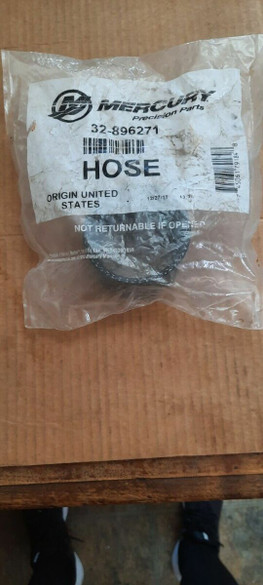 MERCURY
Precision Parts
32-896271
HOSE
ORIGIN UNITED
STATES
NOT RETURNABLE IF OPENED